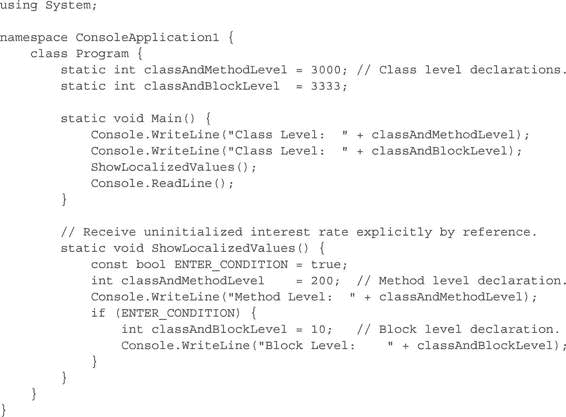 using System;

namespace ConsoleApplication1 {
    class Program {
        static int classAndMethodLevel = 3000; // Class level declarations.
        static int classAndBlockLevel  = 3333;

        static void Main() {
            Console.WriteLine("Class Level:  " + classAndMethodLevel);
            Console.WriteLine("Class Level:  " + classAndBlockLevel);
            ShowLocalizedValues();
            Console.ReadLine();
        }

        // Receive uninitialized interest rate explicitly by reference.
        static void ShowLocalizedValues() {
            const bool ENTER_CONDITION = true;
            int classAndMethodLevel    = 200;  // Method level declaration.
            Console.WriteLine("Method Level:  " + classAndMethodLevel);
            if (ENTER_CONDITION) {
                int classAndBlockLevel = 10;   // Block level declaration.
                Console.WriteLine("Block Level:    " + classAndBlockLevel);
            }
        }
    }
}